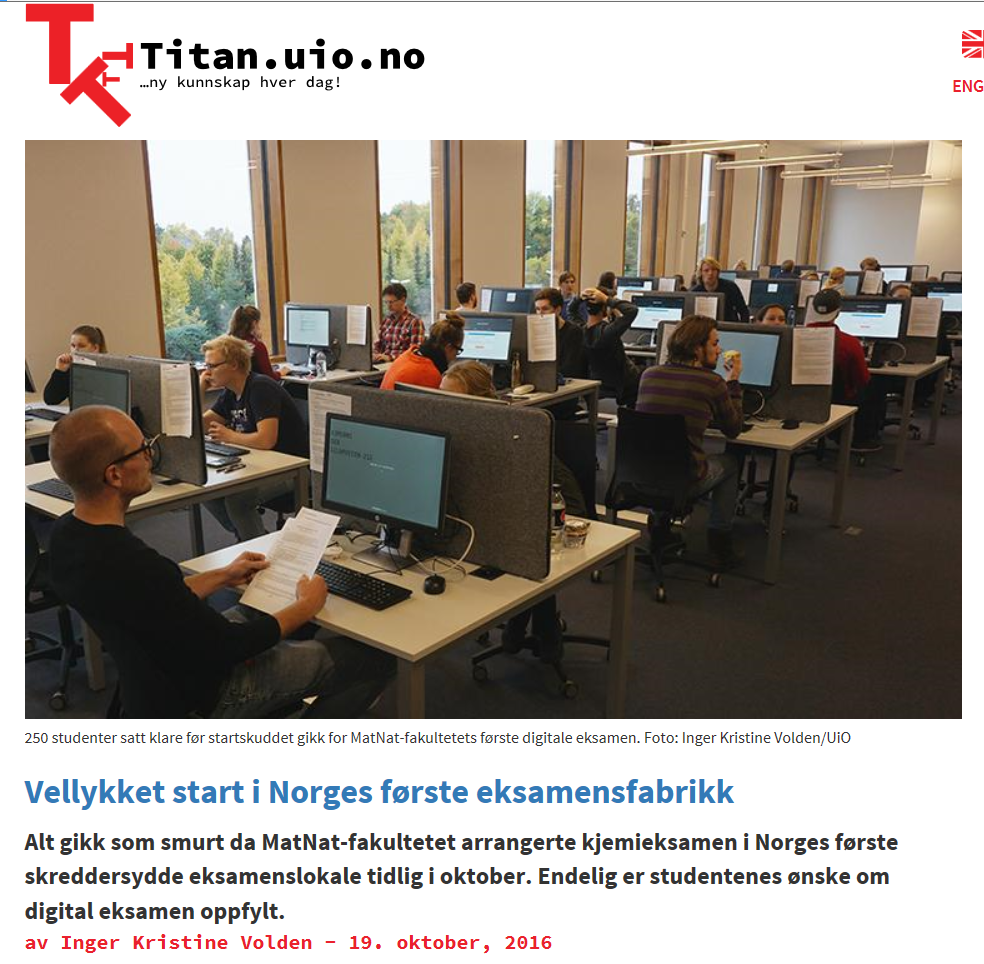 Titan.uio.no
…ny kunnskap hver dag!
ENG
250 studenter satt klare før startskuddet gikk for MatNat-fakultetets første digitale eksamen. Foto: Inger Kristine Volden/UiO
Vellykket start i Norges første eksamensfabrikk
Alt gikk som smurt da MatNat-fakultetet arrangerte kjemieksamen i Norges første
skreddersydde eksamenslokale tidlig i oktober. Endelig er studentenes ønske om
digital eksamen oppfylt.
av Inger Kristine Volden - 19. oktober, 2016